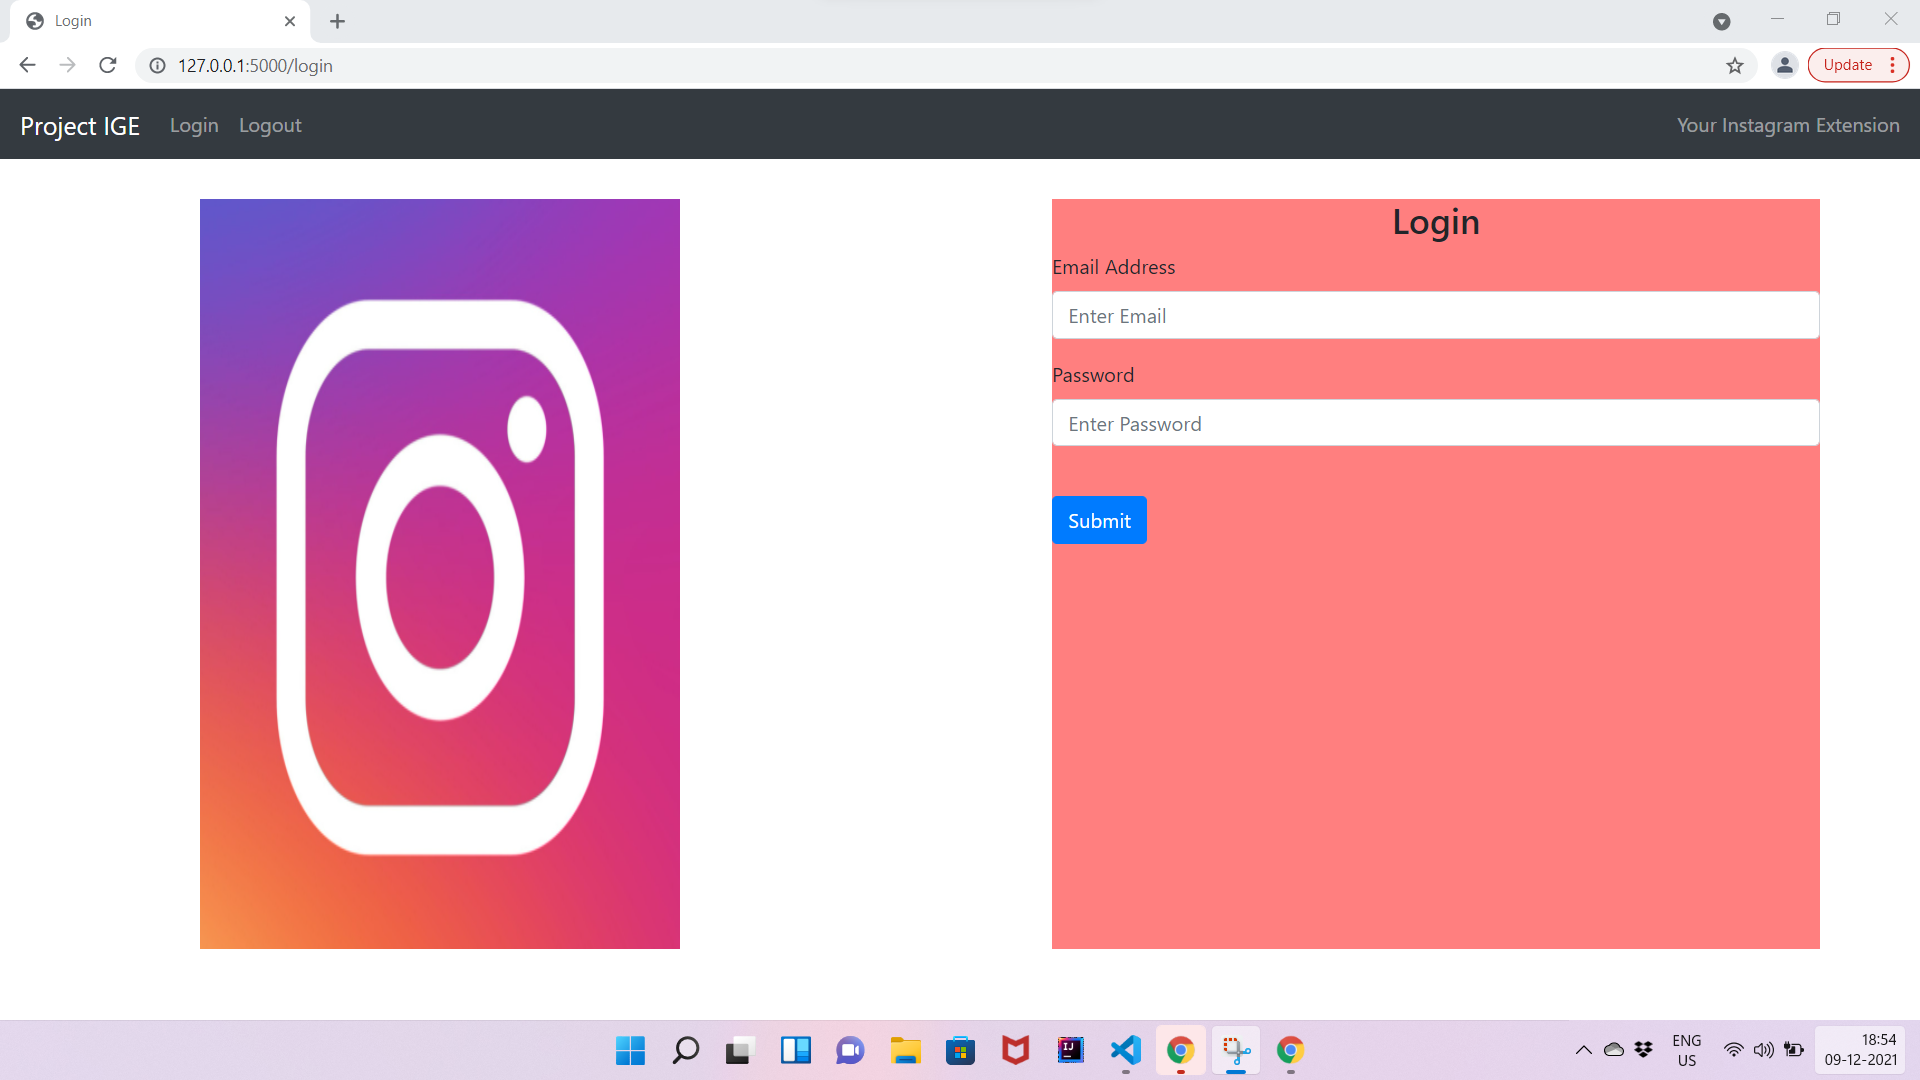 Login
127.0.0.1:5000/login
Update
Project IGE
Login
Logout
Your Instagram Extension
Login
Email Address
Enter Email
Password
Enter Password
Submit
IJ
ENG
US
18:54
09-12-2021